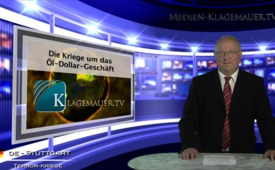 MEDIEN-KLAGEMAUER.TV
Die Kriege um das
Öl-Dollar-Geschäft
KLAGEMAUER.TV
DE - STUTTGART
TERROR-KRIEGE